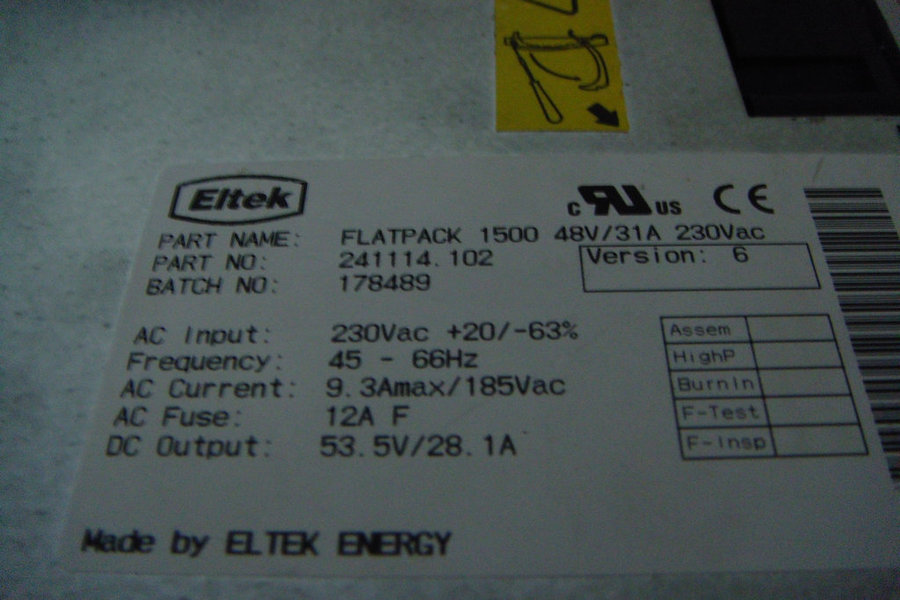 Eltek
c RU US CE
PART NAME: FLATPACK 1500 48V/31A 230Vac
PART NO: 241114.102
Version: 6
BATCH NO: 178489
AC Input: 230Vac +20/-63%
Frequency: 45 - 66Hz
AC Current: 9.3Amax/185Vac
AC Fuse: 12A F
DC Output: 53.5V/28.1A
Assem
HighP
BurnIn
F-Test
F-Insp
Made by ELTEK ENERGY